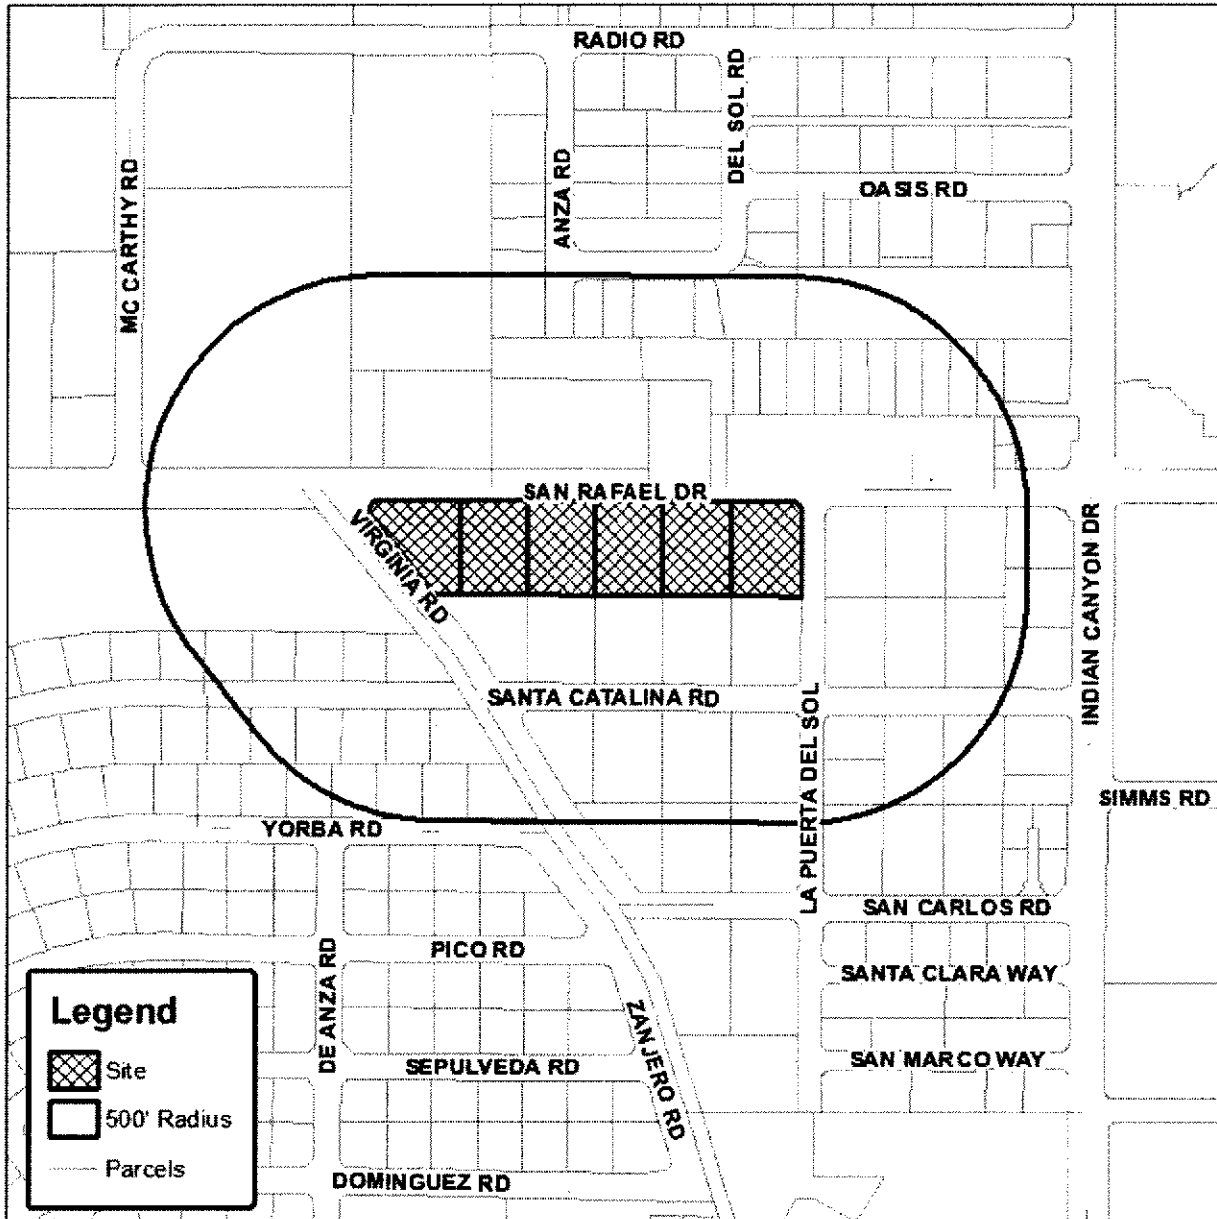 RADIO RD
DEL SOL RD
MC CARTHY RD
ANZA RD
OASIS RD
SAN RAFAEL DR
VIRGINIA RD
INDIAN CANYON DR
SANTA CATALINA RD
LA PUERTA DEL SOL
SIMMS RD
YORBA RD
SAN CARLOS RD
PICO RD
DE ANZA RD
SANTA CLARA WAY
ZANJERO RD
SAN MARCO WAY
SEPULVEDA RD
DOMINGUEZ RD
Legend
Site
500' Radius
Parcels